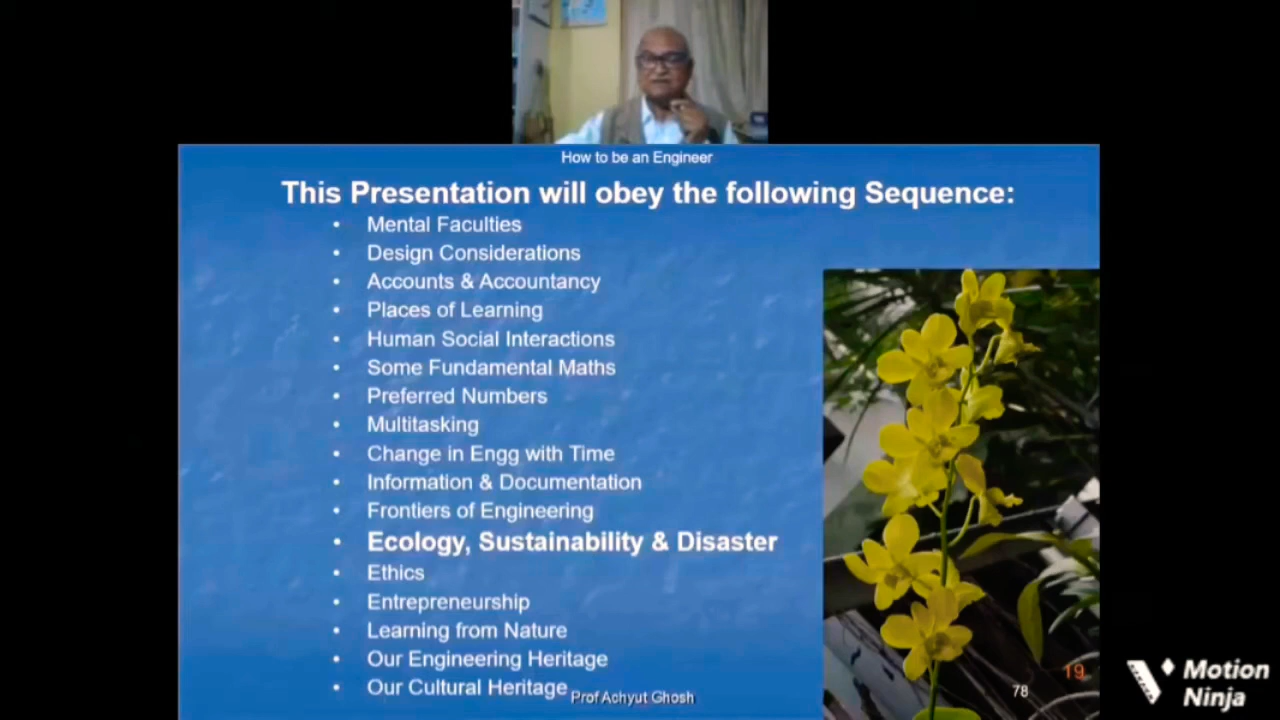 How to be an Engineer
This Presentation will obey the following Sequence:
• Mental Faculties
• Design Considerations
• Accounts & Accountancy
• Places of Learning
• Human Social Interactions
• Some Fundamental Maths
• Preferred Numbers
• Multitasking
• Change in Engg with Time
• Information & Documentation
• Frontiers of Engineering
• Ecology, Sustainability & Disaster
• Ethics
• Entrepreneurship
• Learning from Nature
• Our Engineering Heritage
• Our Cultural Heritage
Prof Achyut Ghosh
78
19
Motion
Ninja